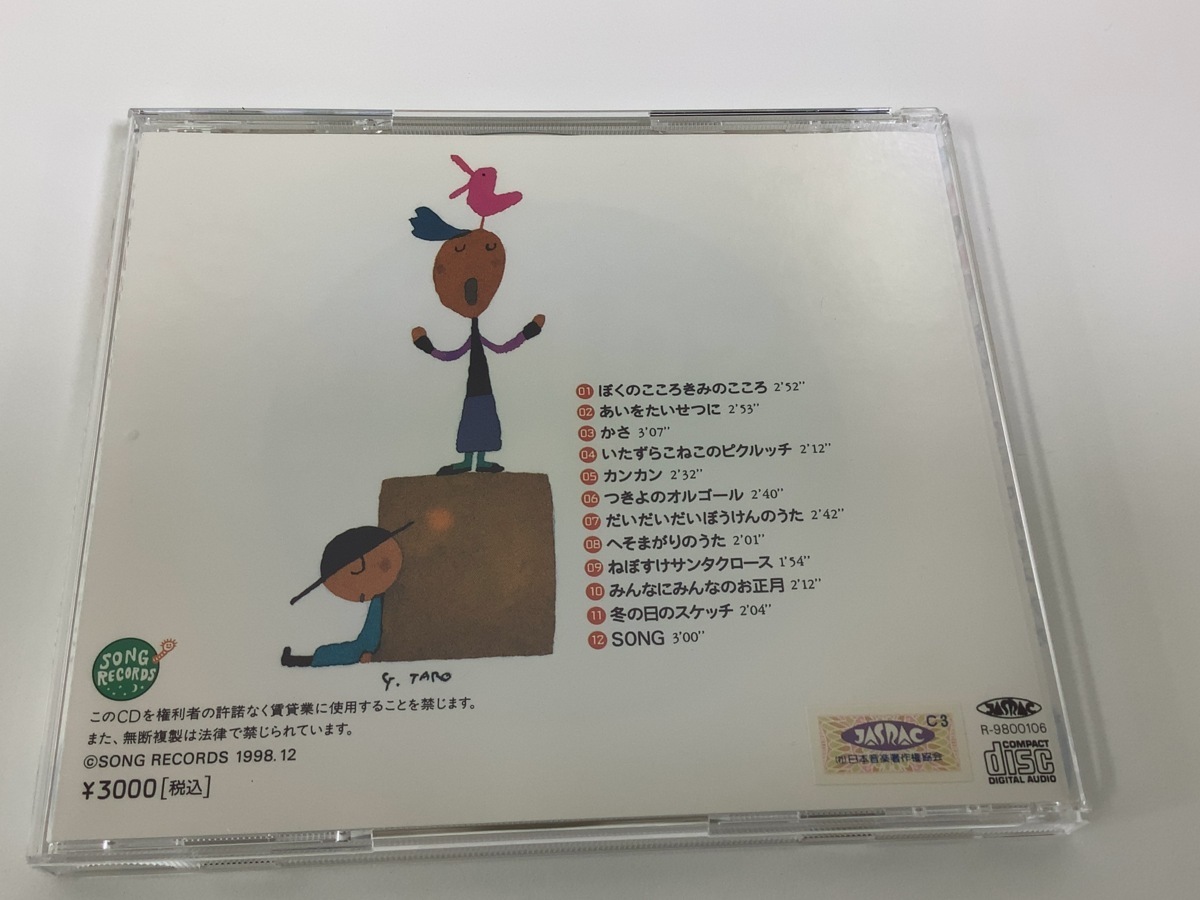 01 ぼくのこころきみのこころ 2'52''
02 あいをたいせつに 2'53''
03 かさ 3'07''
04 いたずらこねこのピクルッチ 2'12''
05 カンカン 2'32''
06 つきよのオルゴール 2'40''
07 だいだいだいぼうけんのうた 2'42''
08 へそまがりのうた 2'01''
09 ねぼすけサンタクロース 1'54''
10 みんなにみんなのお正月 2'12''
11 冬の日のスケッチ 2'04''
12 SONG 3'00''
G. TARO
SONG
RECORDS
このCDを権利者の許諾なく賃貸業に使用することを禁じます。
また、無断複製は法律で禁じられています。
©SONG RECORDS 1998.12
¥3000[税込]
C3
JASRAC
(社)日本音楽著作権協会
JASRAC
R-9800106
COMPACT
disc
DIGITAL AUDIO